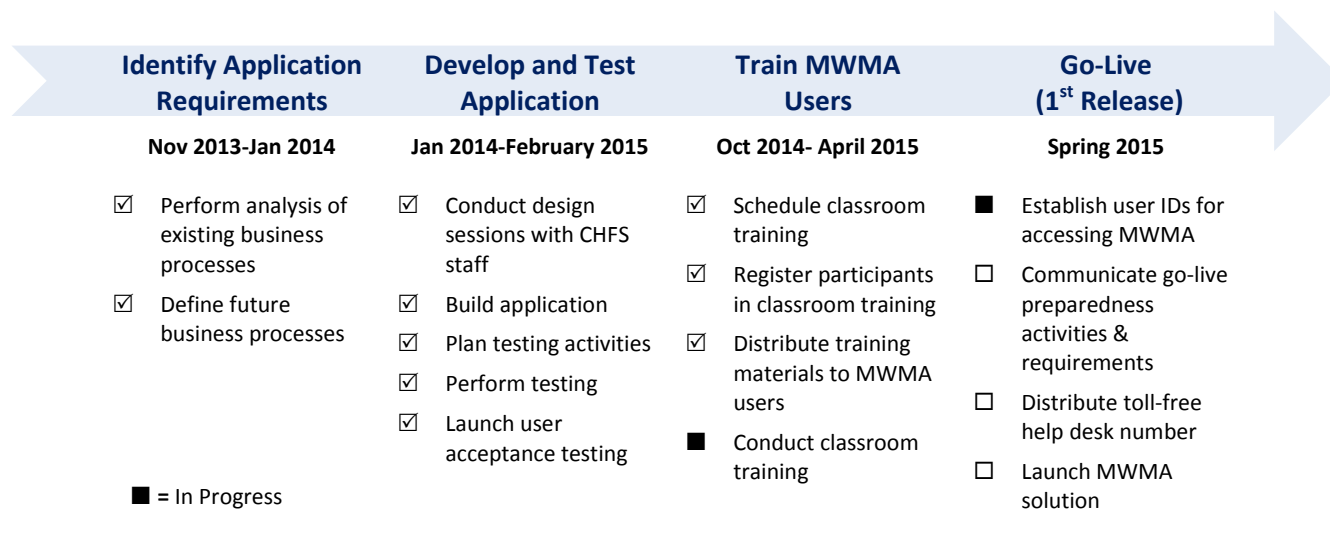 Identify Application
Requirements
Nov 2013-Jan 2014
☑ Perform analysis of
existing business
processes
☑ Define future
business processes
Develop and Test
Application
Jan 2014-February 2015
☑ Conduct design
sessions with CHFS
staff
☑ Build application
☑ Plan testing activities
☑ Perform testing
☑ Launch user
acceptance testing
Train MWMA
Users
Oct 2014- April 2015
☑ Schedule classroom
training
☑ Register participants
in classroom training
☑ Distribute training
materials to MWMA
users
■ Conduct classroom
training
Go-Live
(1st Release)
Spring 2015
■ Establish user IDs for
accessing MWMA
☐ Communicate go-live
preparedness
activities &
requirements
☐ Distribute toll-free
help desk number
☐ Launch MWMA
solution
■ = In Progress